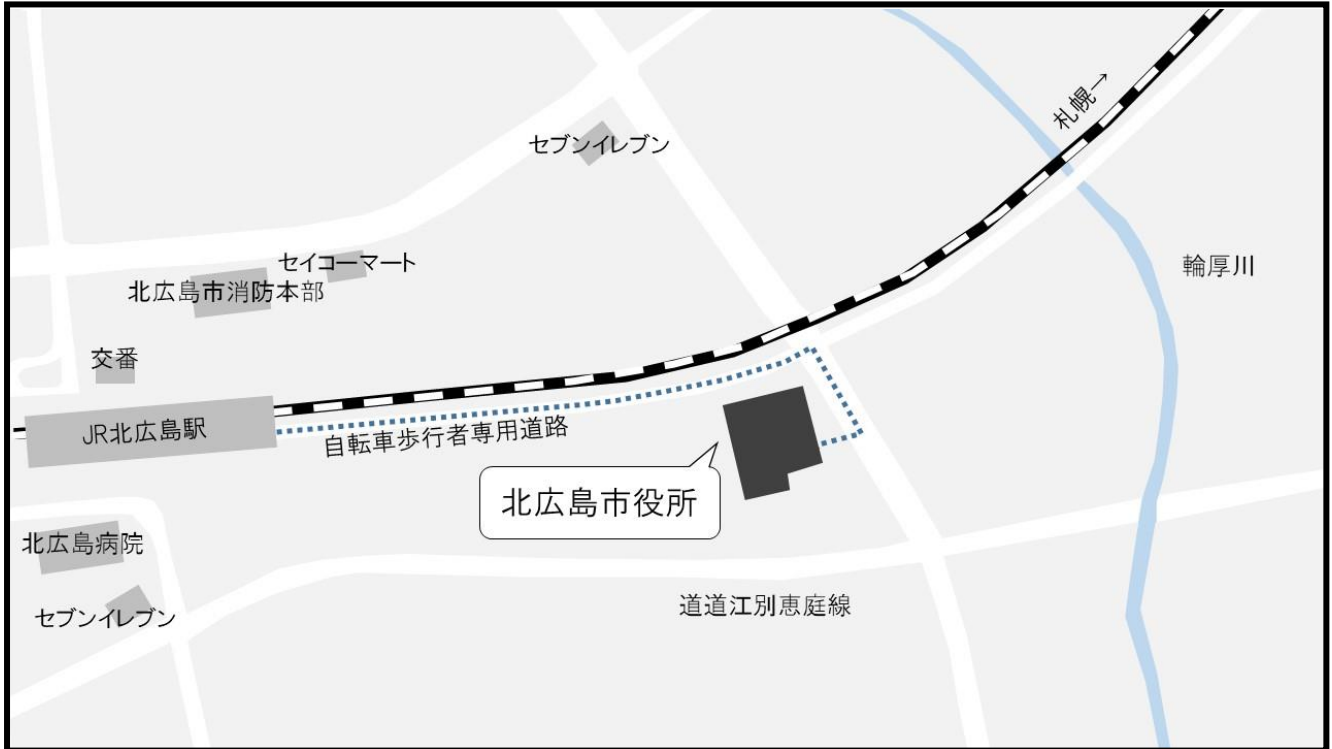 札幌→
セブンイレブン
セイコーマート
輪厚川
北広島市消防本部
交番
JR北広島駅
自転車歩行者専用道路
北広島市役所
北広島病院
セブンイレブン
道道江別恵庭線